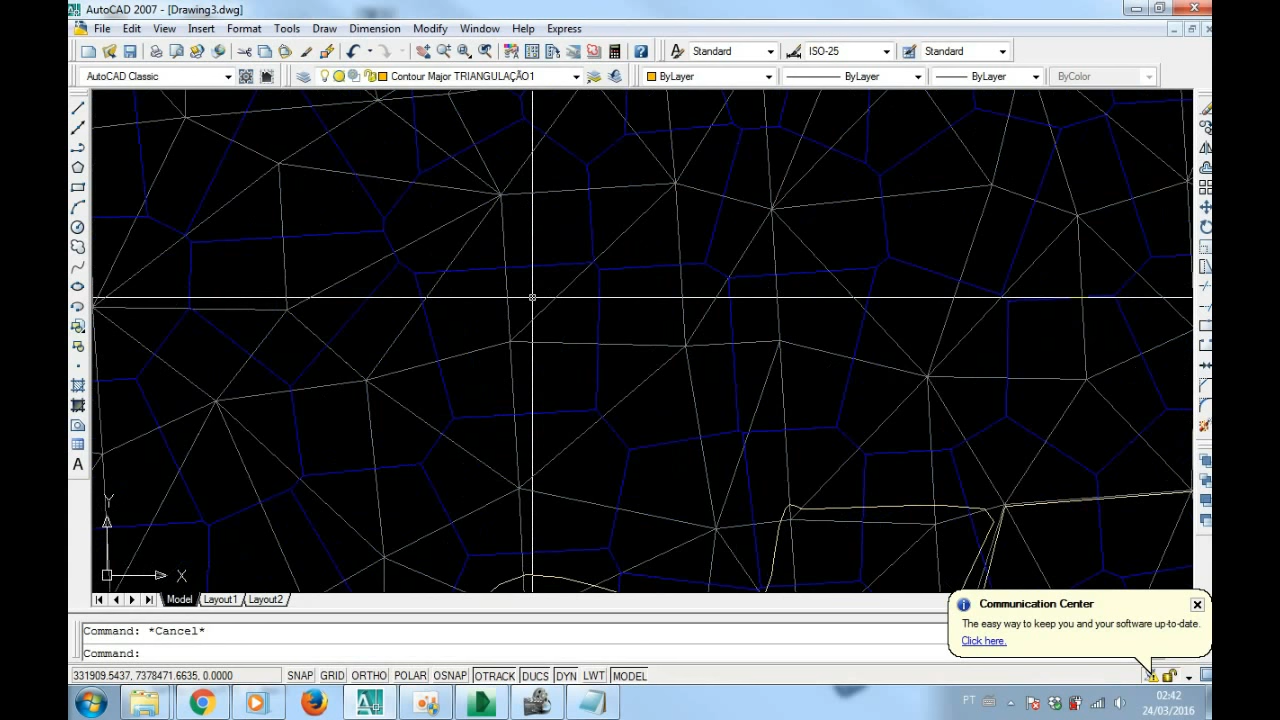 AutoCAD 2007 - [Drawing3.dwg]
File Edit View Insert Format Tools Draw Dimension Modify Window Help Express
Standard ISO-25 Standard
AutoCAD Classic Contour Major TRIANGULAÇÃO1 ByLayer ByLayer ByLayer ByColor
Y
X
Model Layout1 Layout2
Communication Center
The easy way to keep you and your software up-to-date.
Click here.
Command: *Cancel*
Command:
331909.5437, 7378471.6635, 0.0000 SNAP GRID ORTHO POLAR OSNAP OTRACK DUCS DYN LWT MODEL
PT 02:42
24/03/2016